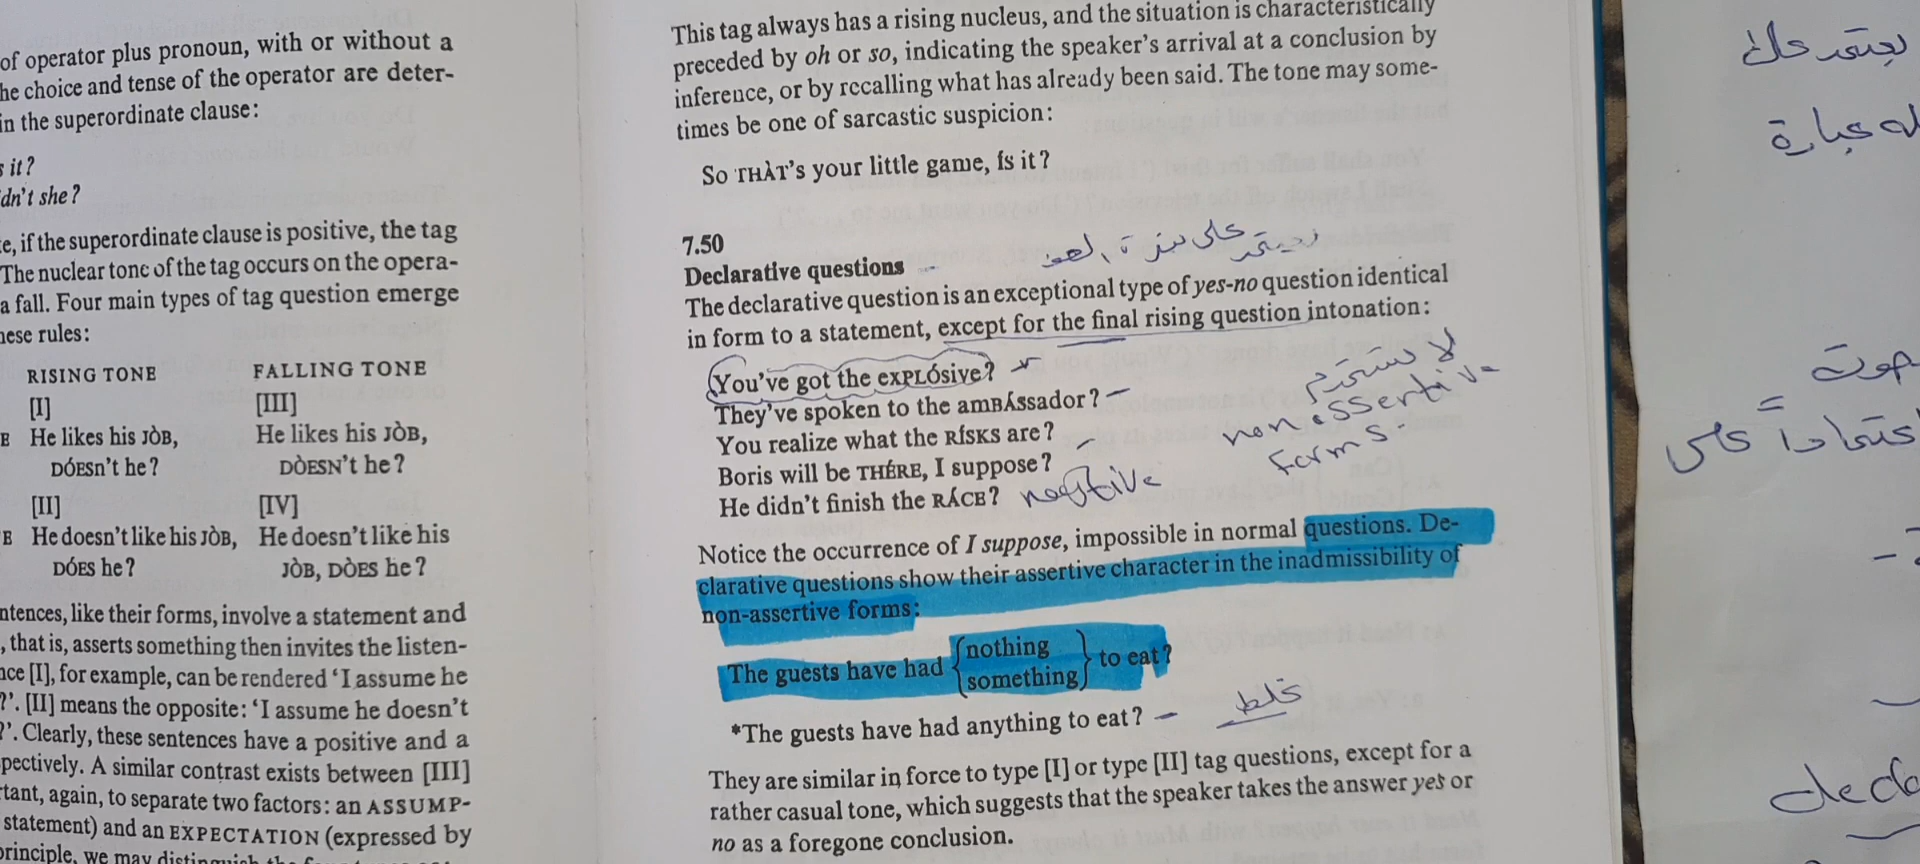 of operator plus pronoun, with or without a
he choice and tense of the operator are deter-
in the superordinate clause:
s it?
dn't she?
e, if the superordinate clause is positive, the tag
The nuclear tone of the tag occurs on the opera-
a fall. Four main types of tag question emerge
hese rules:
RISING TONE FALLING TONE
[I] [III]
E He likes his JÒB, He likes his JÒB,
DÓESn't he? DÒESN't he?
[II] [IV]
E He doesn't like his JÒB, He doesn't like his
DÓES he? JÒB, DÒES he?
ntences, like their forms, involve a statement and
, that is, asserts something then invites the listen-
nce [I], for example, can be rendered 'I assume he
?'. [II] means the opposite: 'I assume he doesn't
?'. Clearly, these sentences have a positive and a
pectively. A similar contrast exists between [III]
rtant, again, to separate two factors: an ASSUMP-
statement) and an EXPECTATION (expressed by
principle, we may distinguish the
This tag always has a rising nucleus, and the situation is characteristically
preceded by oh or so, indicating the speaker's arrival at a conclusion by
inference, or by recalling what has already been said. The tone may some-
times be one of sarcastic suspicion:
So THÀT's your little game, ís it?
7.50
Declarative questions
The declarative question is an exceptional type of yes-no question identical
in form to a statement, except for the final rising question intonation:
You've got the exPLÓsive?
They've spoken to the amBÁSsador?
You realize what the RÍSKS are?
Boris will be THÉRE, I suppose?
He didn't finish the RÁCE? negative
لا تستخدم
non assertive
forms.
Notice the occurrence of I suppose, impossible in normal questions. De-
clarative questions show their assertive character in the inadmissibility of
non-assertive forms:
The guests have had {nothing
something} to eat?
*The guests have had anything to eat? – غلط
They are similar in force to type [I] or type [II] tag questions, except for a
rather casual tone, which suggests that the speaker takes the answer yes or
no as a foregone conclusion.
عبارة
decla